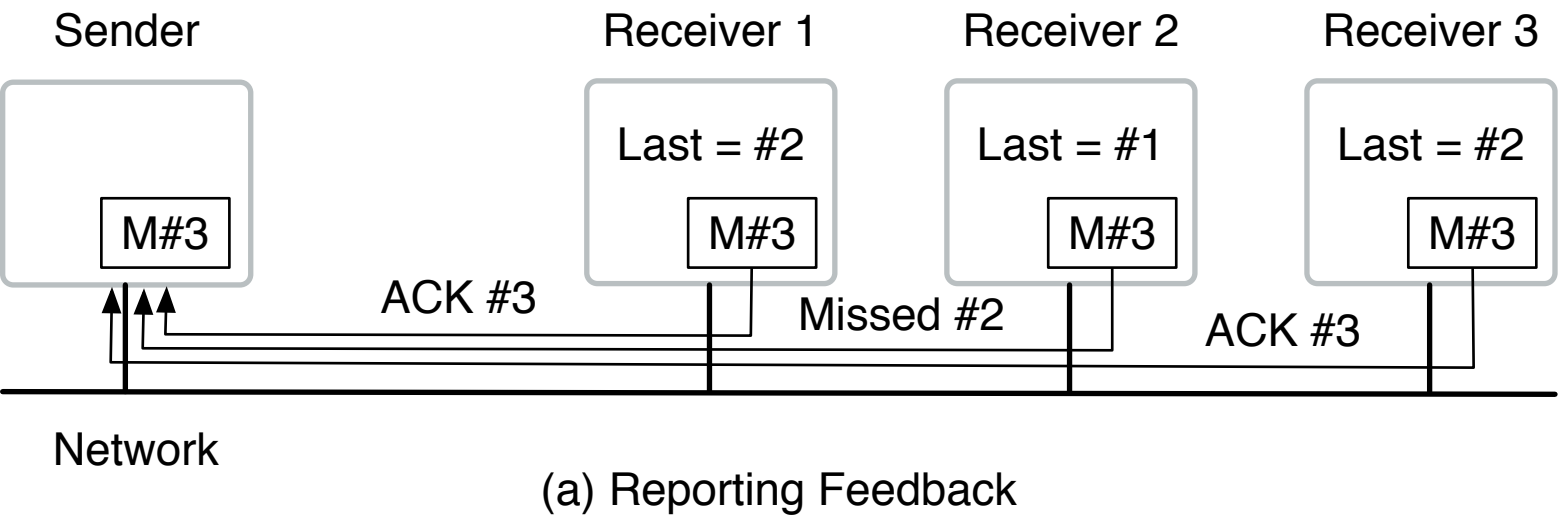 Sender Receiver 1 Receiver 2 Receiver 3
Last = #2 Last = #1 Last = #2
M#3 M#3 M#3 M#3
ACK #3 Missed #2 ACK #3
Network
(a) Reporting Feedback